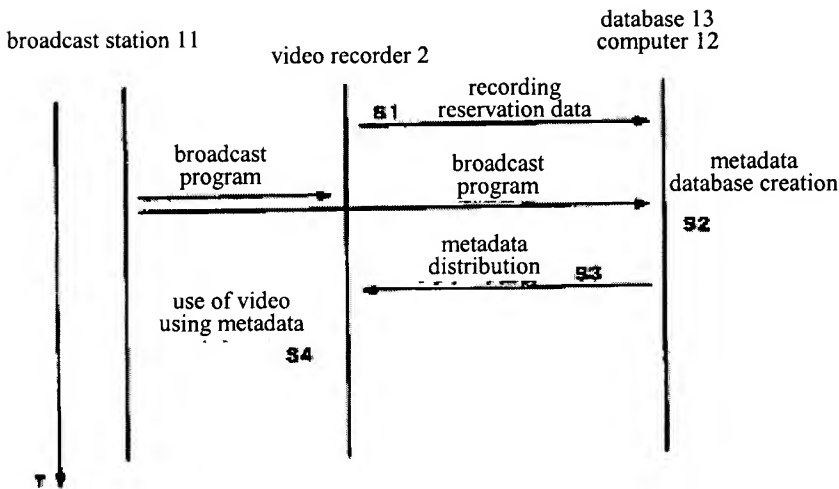 broadcast station 11
video recorder 2
database 13
computer 12
S1
recording
reservation data
broadcast
program
broadcast
program
metadata
database creation
S2
metadata
distribution
S3
use of video
using metadata
S4
T